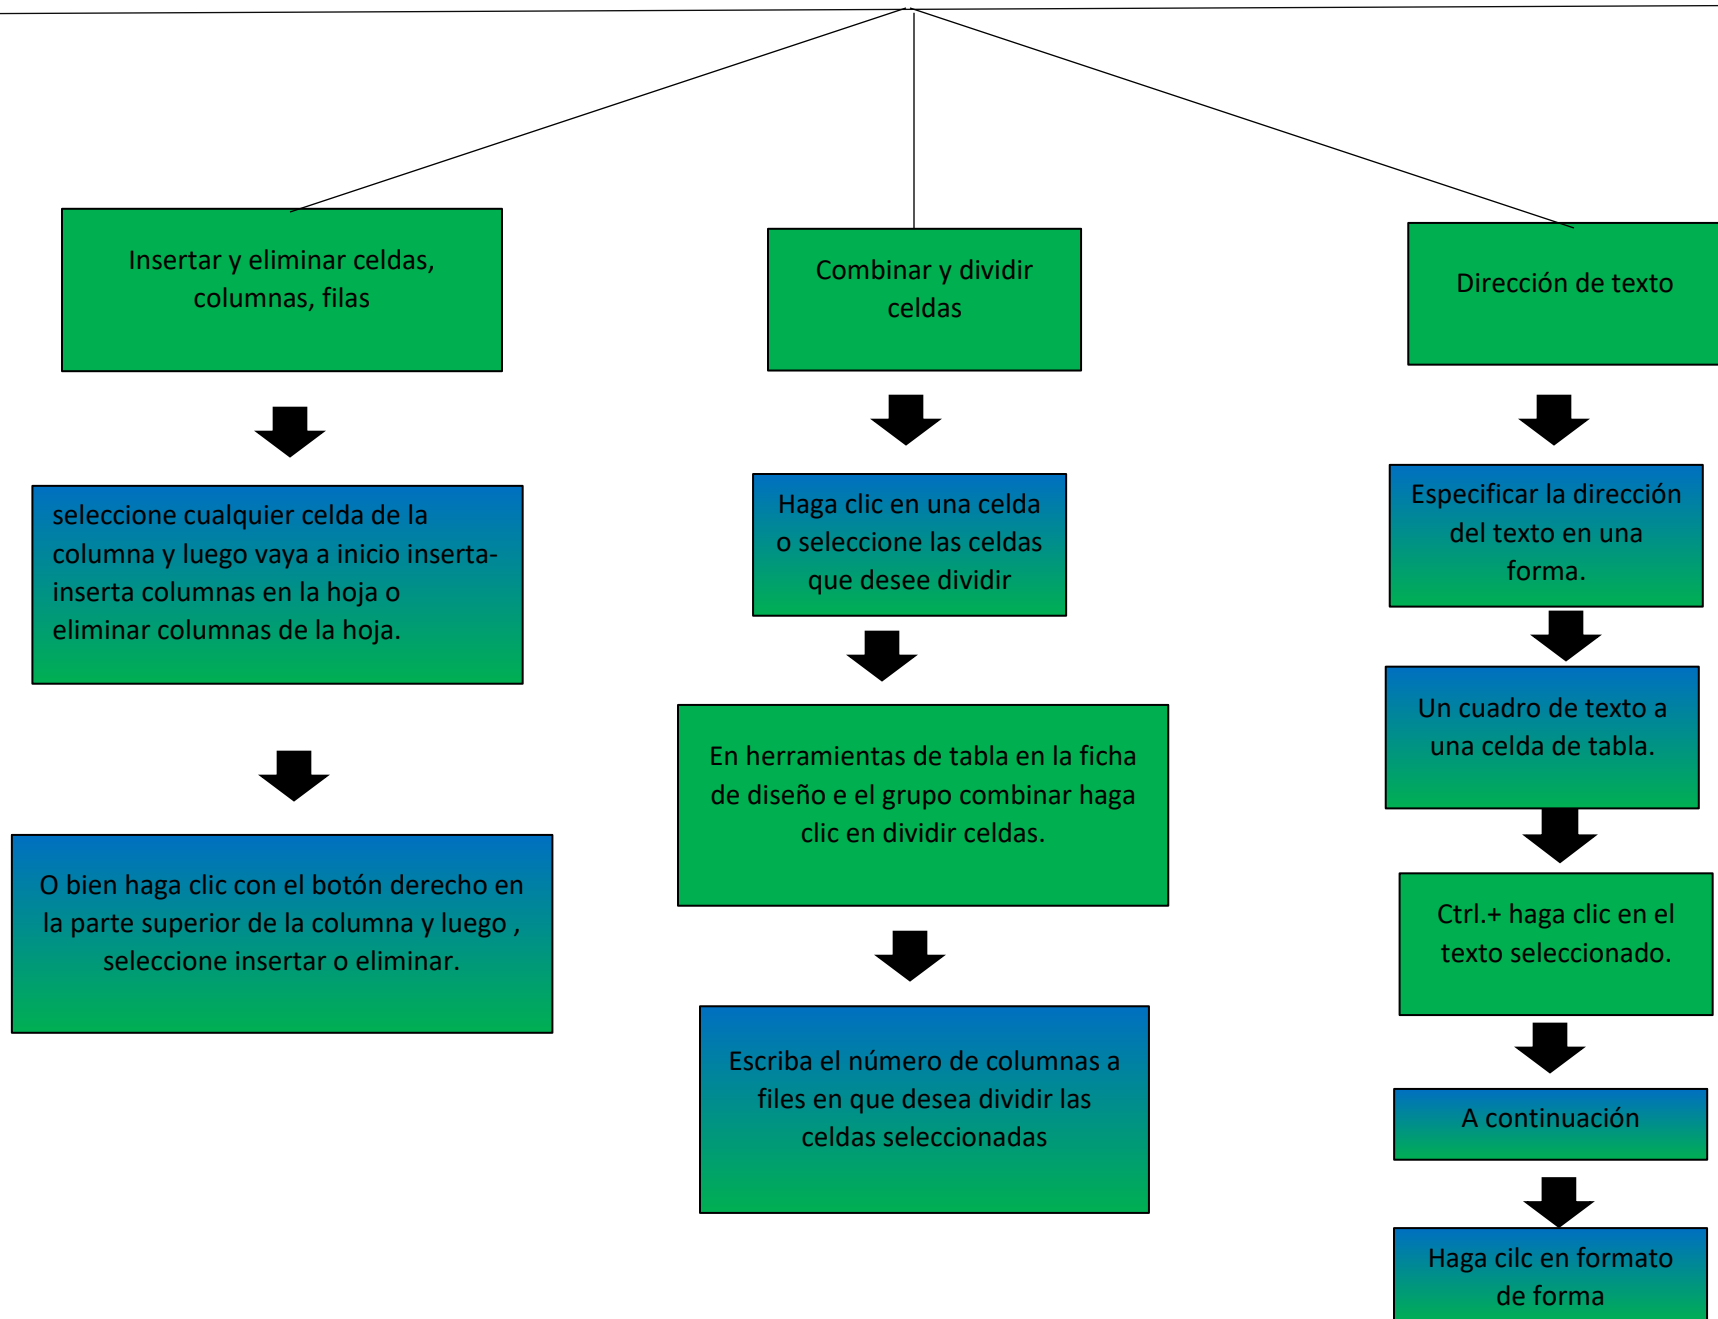 Insertar y eliminar celdas,
columnas, filas
seleccione cualquier celda de la
columna y luego vaya a inicio inserta-
inserta columnas en la hoja o
eliminar columnas de la hoja.
O bien haga clic con el botón derecho en
la parte superior de la columna y luego ,
seleccione insertar o eliminar.
Combinar y dividir
celdas
Haga clic en una celda
o seleccione las celdas
que desee dividir
En herramientas de tabla en la ficha
de diseño e el grupo combinar haga
clic en dividir celdas.
Escriba el número de columnas a
files en que desea dividir las
celdas seleccionadas
Dirección de texto
Especificar la dirección
del texto en una
forma.
Un cuadro de texto a
una celda de tabla.
Ctrl.+ haga clic en el
texto seleccionado.
A continuación
Haga cilc en formato
de forma